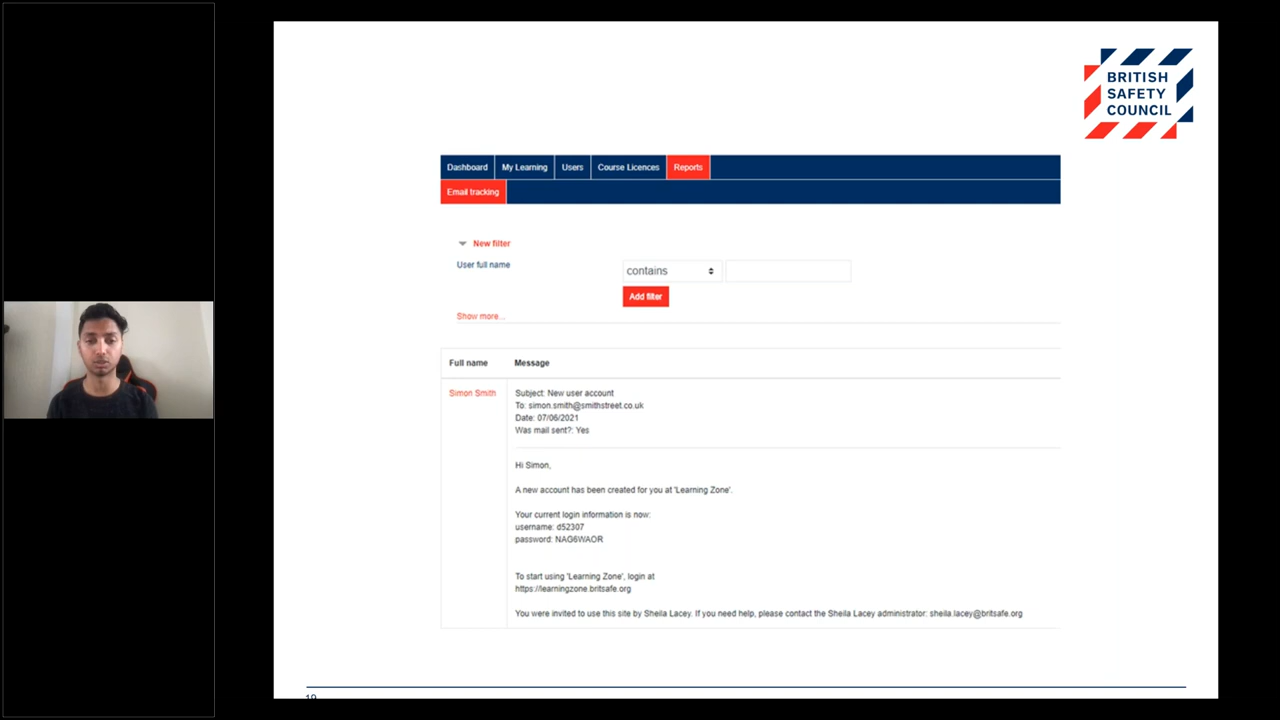 BRITISH
SAFETY
COUNCIL
Dashboard My Learning Users Course Licences Reports
Email tracking
New filter
User full name contains
Add filter
Show more...
Full name Message
Simon Smith Subject: New user account
To: simon.smith@smithstreet.co.uk
Date: 07/06/2021
Was mail sent?: Yes
Hi Simon,
A new account has been created for you at 'Learning Zone'.
Your current login information is now:
username: d52307
password: NAG6WAOR
To start using 'Learning Zone', login at
https://learningzone.britsafe.org
You were invited to use this site by Sheila Lacey. If you need help, please contact the Sheila Lacey administrator: sheila.lacey@britsafe.org
19